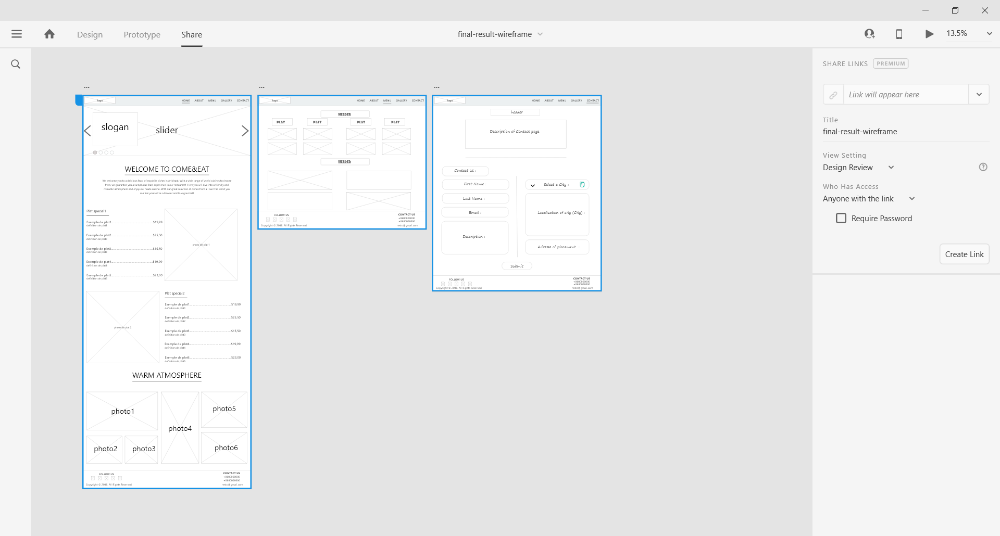 Design
Prototype
Share
final-result-wireframe
13.5%
SHARE LINKS
PREMIUM
Link will appear here
Title
final-result-wireframe
View Setting
Design Review
Who Has Access
Anyone with the link
Require Password
Create Link
...
logo
HOME
ABOUT
MENU
GALLERY
CONTACT
slogan
slider
WELCOME TO COME&EAT
We welcome you to a delicious feast of exquisite dishes in Artichaut. With a wide range of world cuisines to choose
from, we guarantee you a sumptuous feast experience in our restaurant! Here you will dive into a friendly and
romantic atmosphere and enjoy our haute cuisine. With our great selection of dishes from all over the world you
can feel yourself as a traveler and true gourmet!
Plat special1
Exemple de plat1 $19,99
definition de plat1
Exemple de plat2 $25,50
definition de plat2
Exemple de plat3 $15,50
definition de plat3
Exemple de plat4 $19,99
definition de plat4
Exemple de plat5 $23,00
definition de plat5
photo de plat 1
photo de plat 2
Plat special2
Exemple de plat1 $19,99
definition de plat1
Exemple de plat2 $25,50
definition de plat2
Exemple de plat3 $15,50
definition de plat3
Exemple de plat4 $19,99
definition de plat4
Exemple de plat5 $23,00
definition de plat5
WARM ATMOSPHERE
photo1
photo2
photo3
photo4
photo5
photo6
FOLLOW US
Copyright © 2018. All Rights Reserved
CONTACT US
+0600000000
+0600000000
resto@gmail.com
...
logo
HOME
ABOUT
MENU
GALLERY
CONTACT
HEADER
PLAT
PLAT
PLAT
PLAT
HEADER
FOLLOW US
Copyright © 2018. All Rights Reserved
CONTACT US
+0600000000
+0600000000
resto@gmail.com
...
logo
HOME
ABOUT
MENU
GALLERY
CONTACT
header
Description of Contact page
Contact Us :
First Name :
Last Name :
Email :
Description :
Select a City :
Localisation of city (City) :
Adresse of placement :
Submit
FOLLOW US
Copyright © 2018. All Rights Reserved
CONTACT US
+0600000000
+0600000000
resto@gmail.com